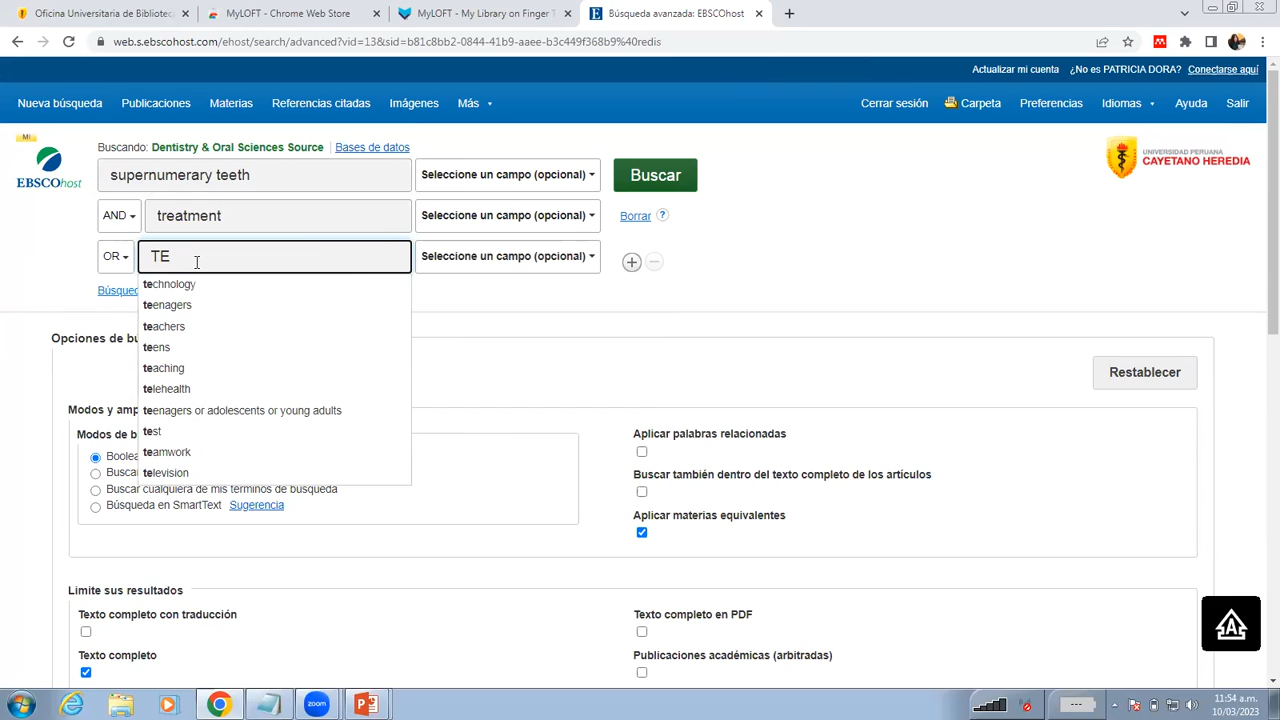 Oficina Universitaria de Bibliotec
MyLOFT - Chrome Web Store
MyLOFT - My Library on Finger T
Búsqueda avanzada: EBSCOhost
web.s.ebscohost.com/ehost/search/advanced?vid=13&sid=b81c8bb2-0844-41b9-aaee-b3c449f368b9%40redis
Actualizar mi cuenta ¿No es PATRICIA DORA? Conectarse aquí
Nueva búsqueda Publicaciones Materias Referencias citadas Imágenes Más Cerrar sesión Carpeta Preferencias Idiomas Ayuda Salir
MI
EBSCOhost
Buscando: Dentistry & Oral Sciences Source Bases de datos
UNIVERSIDAD PERUANA
CAYETANO HEREDIA
supernumerary teeth Seleccione un campo (opcional) Buscar
AND treatment Seleccione un campo (opcional) Borrar ?
OR TE Seleccione un campo (opcional)
Búsqued
technology
teenagers
teachers
teens
teaching
telehealth
teenagers or adolescents or young adults
test
teamwork
television
Opciones de bú
Restablecer
Modos y amp
Modos de b
Boolea
Busca
Buscar cualquiera de mis términos de búsqueda
Búsqueda en SmartText Sugerencia
Aplicar palabras relacionadas
Buscar también dentro del texto completo de los artículos
Aplicar materias equivalentes
Limite sus resultados
Texto completo con traducción
Texto completo en PDF
Texto completo
Publicaciones académicas (arbitradas)
zoom
11:54 a.m.
10/03/2023